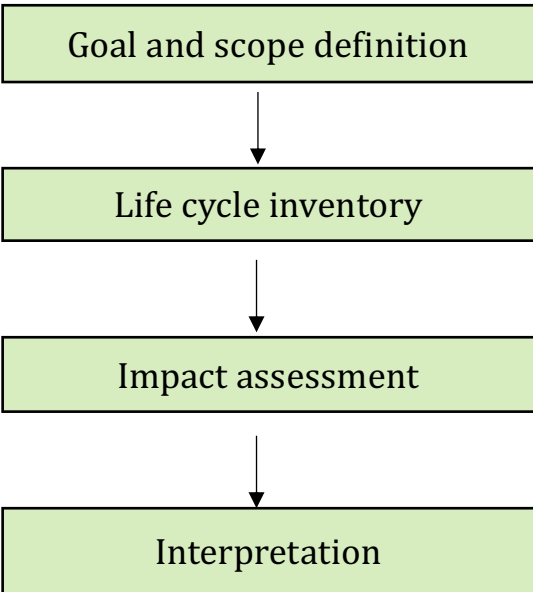 Goal and scope definition
Life cycle inventory
Impact assessment
Interpretation